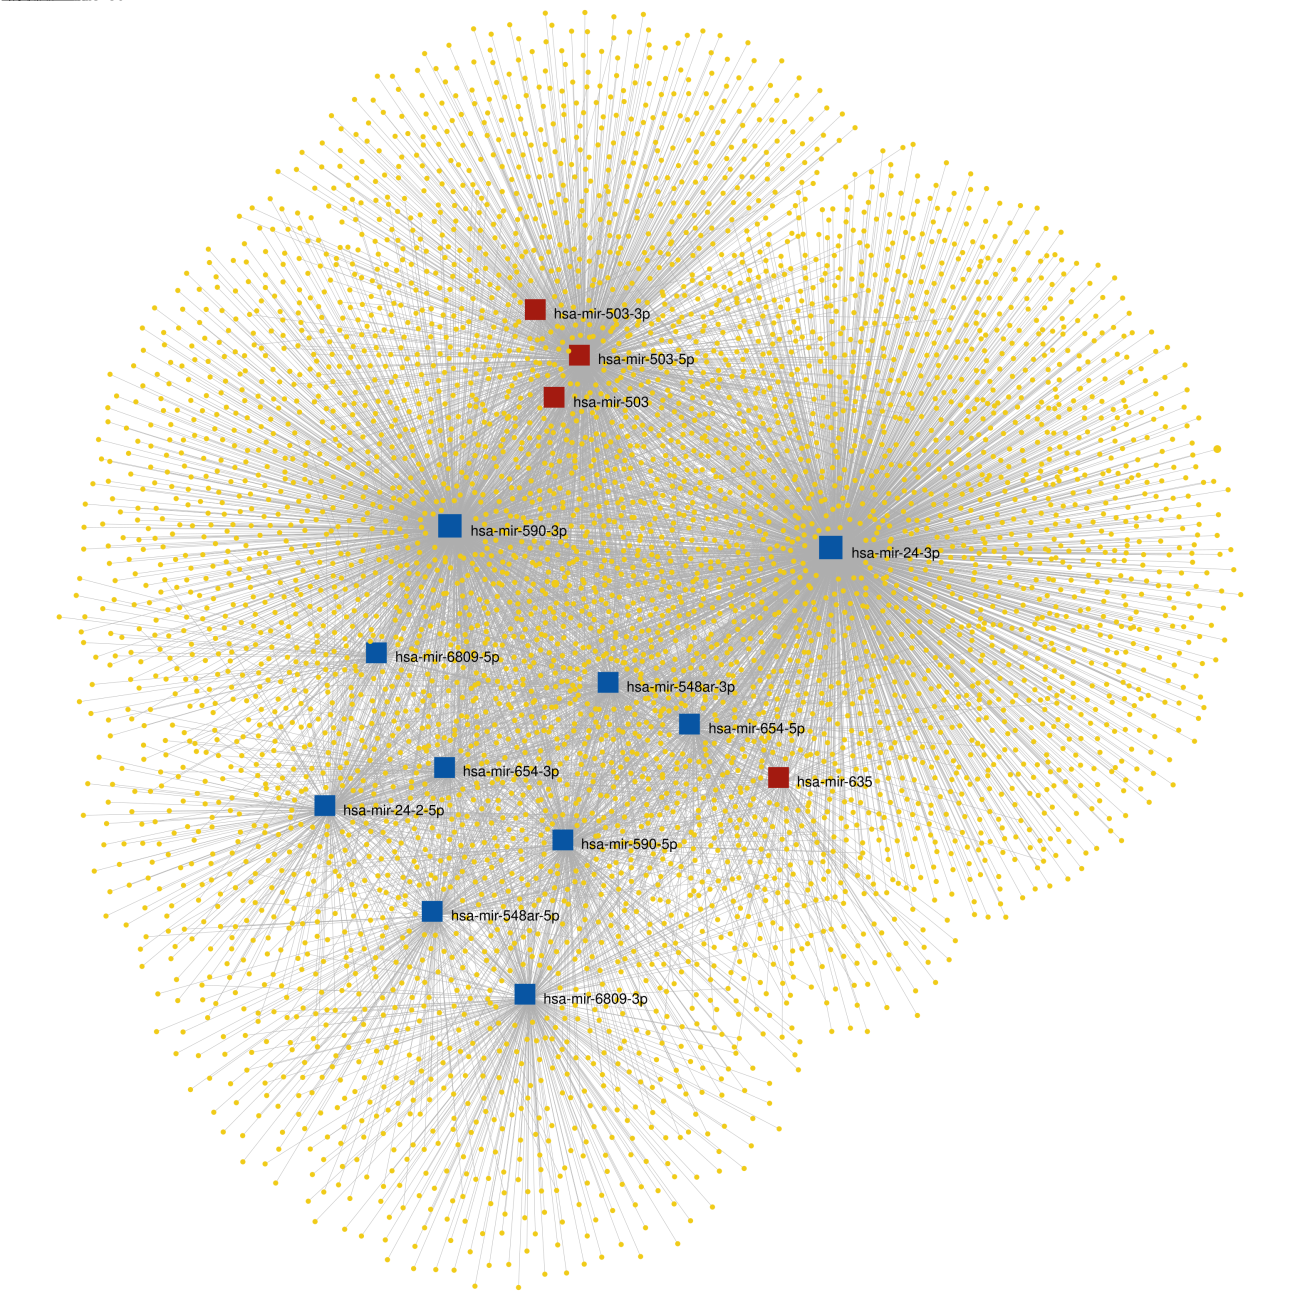 hsa-mir-503-3p
hsa-mir-503-5p
hsa-mir-503
hsa-mir-590-3p
hsa-mir-24-3p
hsa-mir-6809-5p
hsa-mir-548ar-3p
hsa-mir-654-5p
hsa-mir-654-3p
hsa-mir-635
hsa-mir-24-2-5p
hsa-mir-590-5p
hsa-mir-548ar-5p
hsa-mir-6809-3p